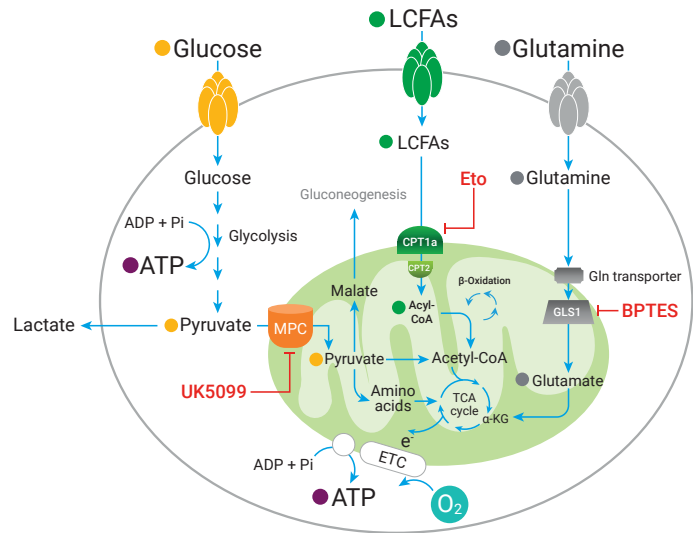 LCFAs
Glucose
Glutamine
LCFAs
Glucose
Eto
Glutamine
Gluconeogenesis
ADP + Pi
Glycolysis
CPT1a
ATP
CPT2
Gln transporter
β-Oxidation
Malate
Acyl-
CoA
GLS1
BPTES
Lactate
Pyruvate
MPC
Pyruvate
Acetyl-CoA
Glutamate
UK5099
Amino
acids
TCA
cycle
α-KG
e-
ETC
ADP + Pi
ATP
O₂